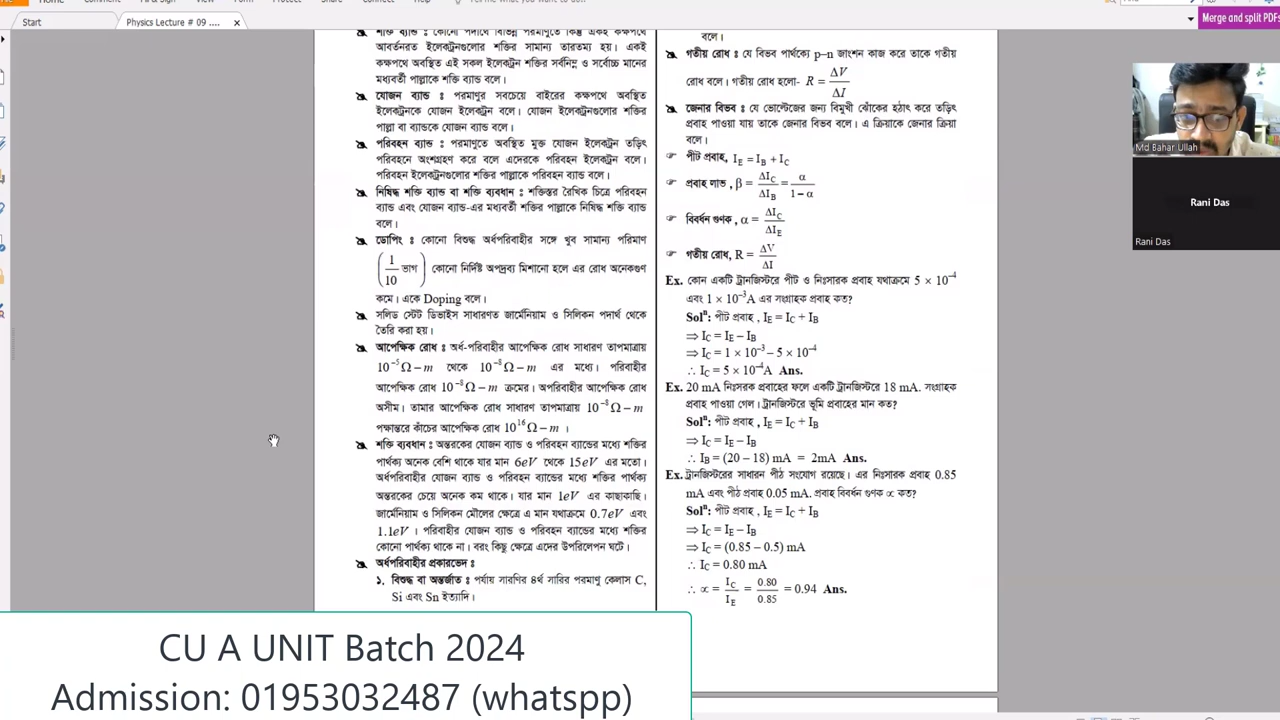 Start
Physics Lecture # 09 ....
Merge and split PDFs
শক্তি ব্যান্ড : কোনো পদার্থে বিভিন্ন পরমাণুতে কিন্তু একই কক্ষপথে
আবর্তনরত ইলেকট্রনগুলোর শক্তির সামান্য তারতম্য হয়। একই
কক্ষপথে অবস্থিত এই সকল ইলেকট্রন শক্তির সর্বনিম্ন ও সর্বোচ্চ মানের
মধ্যবর্তী পাল্লাকে শক্তি ব্যান্ড বলে।
যোজন ব্যান্ড : পরমাণুর সবচেয়ে বাইরের কক্ষপথে অবস্থিত
ইলেকট্রনকে যোজন ইলেকট্রন বলে। যোজন ইলেকট্রনগুলোর শক্তির
পাল্লা বা ব্যান্ডকে যোজন ব্যান্ড বলে।
পরিবহন ব্যান্ড : পরমাণুতে অবস্থিত মুক্ত যোজন ইলেকট্রন তড়িৎ
পরিবহনে অংশগ্রহণ করে বলে এদেরকে পরিবহন ইলেকট্রন বলে।
পরিবহন ইলেকট্রনগুলোর শক্তির পাল্লাকে পরিবহন ব্যান্ড বলে।
নিষিদ্ধ শক্তি ব্যান্ড বা শক্তি ব্যবধান : শক্তিস্তর রৈখিক চিত্রে পরিবহন
ব্যান্ড এবং যোজন ব্যান্ড-এর মধ্যবর্তী শক্তির পাল্লাকে নিষিদ্ধ শক্তি ব্যান্ড
বলে।
ডোপিং : কোনো বিশুদ্ধ অর্ধপরিবাহীর সঙ্গে খুব সামান্য পরিমাণ
(1/10 ভাগ) কোনো নির্দিষ্ট অপদ্রব্য মিশানো হলে এর রোধ অনেকগুণ
কমে। একে Doping বলে।
সলিড স্টেট ডিভাইস সাধারণত জার্মেনিয়াম ও সিলিকন পদার্থ থেকে
তৈরি করা হয়।
আপেক্ষিক রোধ : অর্ধ-পরিবাহীর আপেক্ষিক রোধ সাধারণ তাপমাত্রায়
10⁻⁵ Ω – m থেকে 10⁻⁸ Ω – m এর মধ্যে। পরিবাহীর
আপেক্ষিক রোধ 10⁻⁸ Ω – m ক্রমের। অপরিবাহীর আপেক্ষিক রোধ
অসীম। তামার আপেক্ষিক রোধ সাধারণ তাপমাত্রায় 10⁻⁸ Ω – m
পক্ষান্তরে কাঁচের আপেক্ষিক রোধ 10¹⁶ Ω – m ।
শক্তি ব্যবধান : অন্তরকের যোজন ব্যান্ড ও পরিবহন ব্যান্ডের মধ্যে শক্তির
পার্থক্য অনেক বেশি থাকে যার মান 6eV থেকে 15eV এর মতো।
অর্ধপরিবাহীর যোজন ব্যান্ড ও পরিবহন ব্যান্ডের মধ্যে শক্তির পার্থক্য
অন্তরকের চেয়ে অনেক কম থাকে। যার মান 1eV এর কাছাকাছি।
জার্মেনিয়াম ও সিলিকন মৌলের ক্ষেত্রে এ মান যথাক্রমে 0.7eV এবং
1.1eV । পরিবাহীর যোজন ব্যান্ড ও পরিবহন ব্যান্ডের মধ্যে শক্তির
কোনো পার্থক্য থাকে না। বরং কিছু ক্ষেত্রে এদের উপরিলেপন ঘটে।
অর্ধপরিবাহীর প্রকারভেদ :
১. বিশুদ্ধ বা অন্তর্জাত : পর্যায় সারণির ৪র্থ সারির পরমাণু কেলাস C,
Si এবং Sn ইত্যাদি।
বলে।
গতীয় রোধ : যে বিভব পার্থক্যে p–n জাংশন কাজ করে তাকে গতীয়
রোধ বলে। গতীয় রোধ হলো- R = ΔV/ΔI
জেনার বিভব : যে ভোল্টেজের জন্য বিমুখী ঝোঁকের হঠাৎ করে তড়িৎ
প্রবাহ পাওয়া যায় তাকে জেনার বিভব বলে। এ ক্রিয়াকে জেনার ক্রিয়া
বলে।
পীট প্রবাহ, I_E = I_B + I_C
প্রবাহ লাভ, β = ΔI_C/ΔI_B = α/1–α
বিবর্ধন গুণক, α = ΔI_C/ΔI_E
গতীয় রোধ, R = ΔV/ΔI
Ex. কোন একটি ট্রানজিস্টরে পীট ও নিঃসারক প্রবাহ যথাক্রমে 5 × 10⁻⁴
এবং 1 × 10⁻³A এর সংগ্রাহক প্রবাহ কত?
Solⁿ: পীট প্রবাহ, I_E = I_C + I_B
⇒ I_C = I_E – I_B
⇒ I_C = 1 × 10⁻³ – 5 × 10⁻⁴
∴ I_C = 5 × 10⁻⁴A Ans.
Ex. 20 mA নিঃসরক প্রবাহের ফলে একটি ট্রানজিস্টরে 18 mA. সংগ্রাহক
প্রবাহ পাওয়া গেল। ট্রানজিস্টরে ভূমি প্রবাহের মান কত?
Solⁿ: পীট প্রবাহ, I_E = I_C + I_B
⇒ I_C = I_E – I_B
∴ I_B = (20 – 18) mA = 2mA Ans.
Ex. ট্রানজিস্টরের সাধারন পীঠ সংযোগ রয়েছে। এর নিঃসারক প্রবাহ 0.85
mA এবং পীঠ প্রবাহ 0.05 mA. প্রবাহ বিবর্ধন গুণক ∝ কত?
Solⁿ: পীট প্রবাহ, I_E = I_C + I_B
⇒ I_C = I_E – I_B
⇒ I_C = (0.85 – 0.5) mA
∴ I_C = 0.80 mA
∴ ∝ = I_C/I_E = 0.80/0.85 = 0.94 Ans.
Md Bahar Ullah
Rani Das
Rani Das
CU A UNIT Batch 2024
Admission: 01953032487 (whatspp)